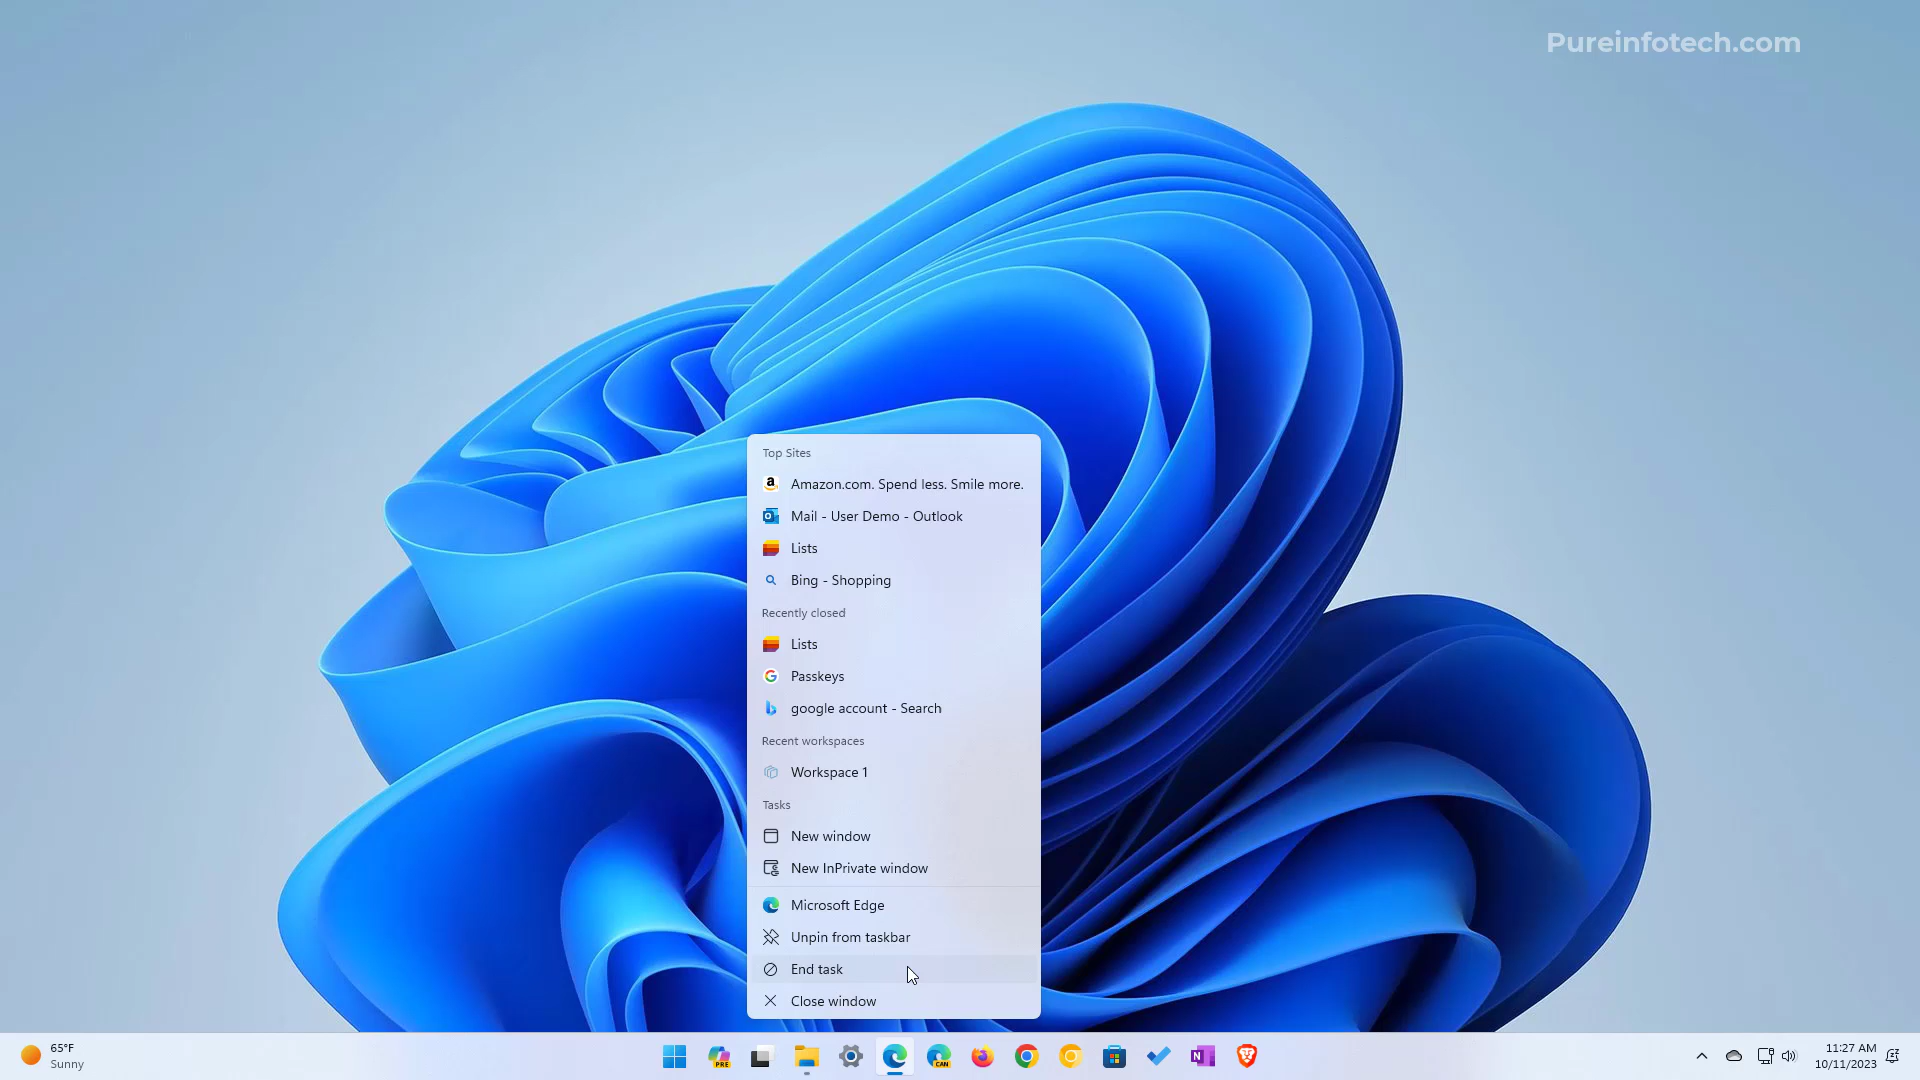 Pureinfotech.com
Top Sites
Amazon.com. Spend less. Smile more.
Mail - User Demo - Outlook
Lists
Bing - Shopping
Recently closed
Lists
Passkeys
google account - Search
Recent workspaces
Workspace 1
Tasks
New window
New InPrivate window
Microsoft Edge
Unpin from taskbar
End task
Close window
65°F
Sunny
PRE
CAN
N
11:27 AM
10/11/2023